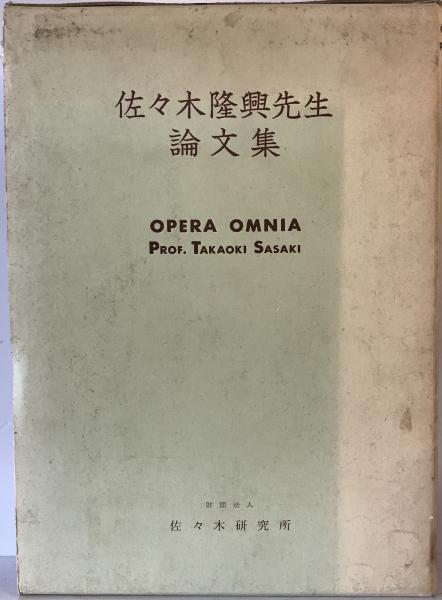 佐々木隆興先生
論文集
OPERA OMNIA
PROF. TAKAOKI SASAKI
財団法人
佐々木研究所